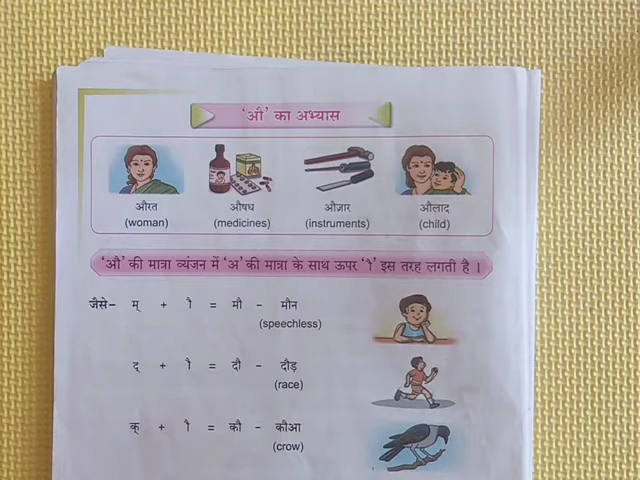 'औ' का अभ्यास
औरत औषध औज़ार औलाद
(woman) (medicines) (instruments) (child)
'औ' की मात्रा व्यंजन में 'अ' की मात्रा के साथ ऊपर 'ौ' इस तरह लगती है ।
जैसे– म् + ौ = मौ – मौन
(speechless)
द् + ौ = दौ – दौड़
(race)
क् + ौ = कौ – कौआ
(crow)